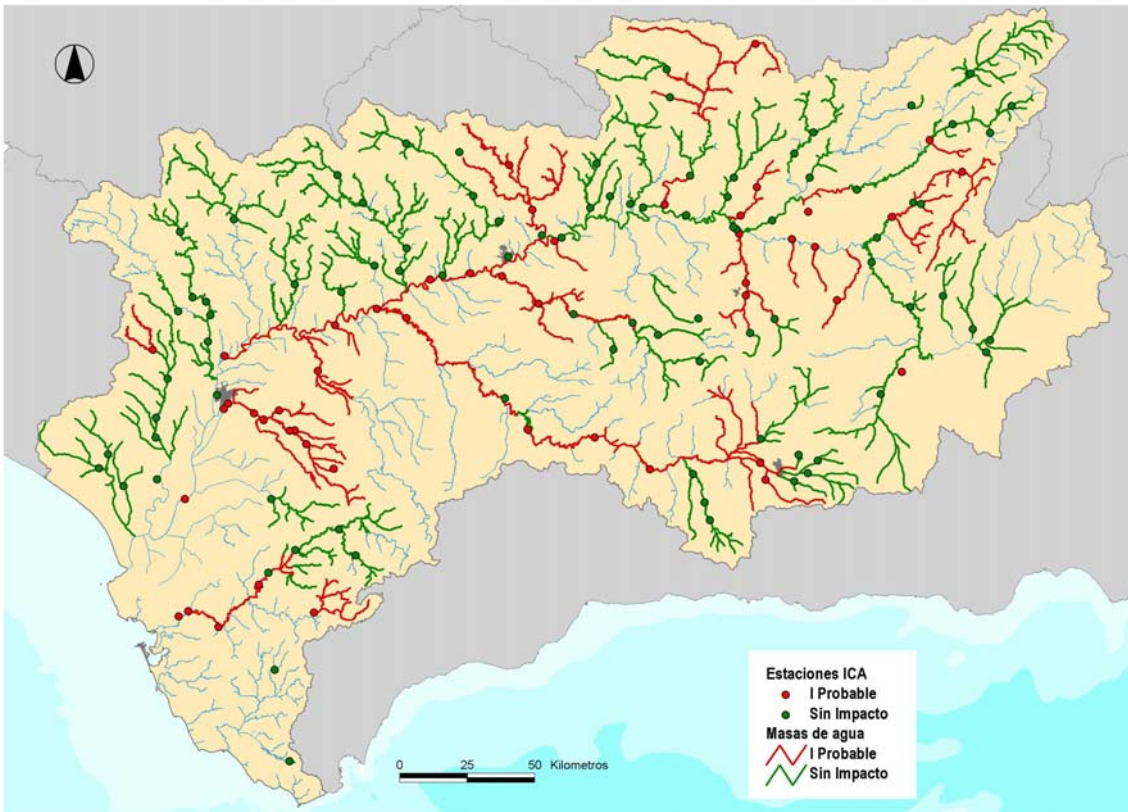 Estaciones ICA
I Probable
Sin Impacto
Masas de agua
I Probable
Sin Impacto
0 25 50 Kilometros